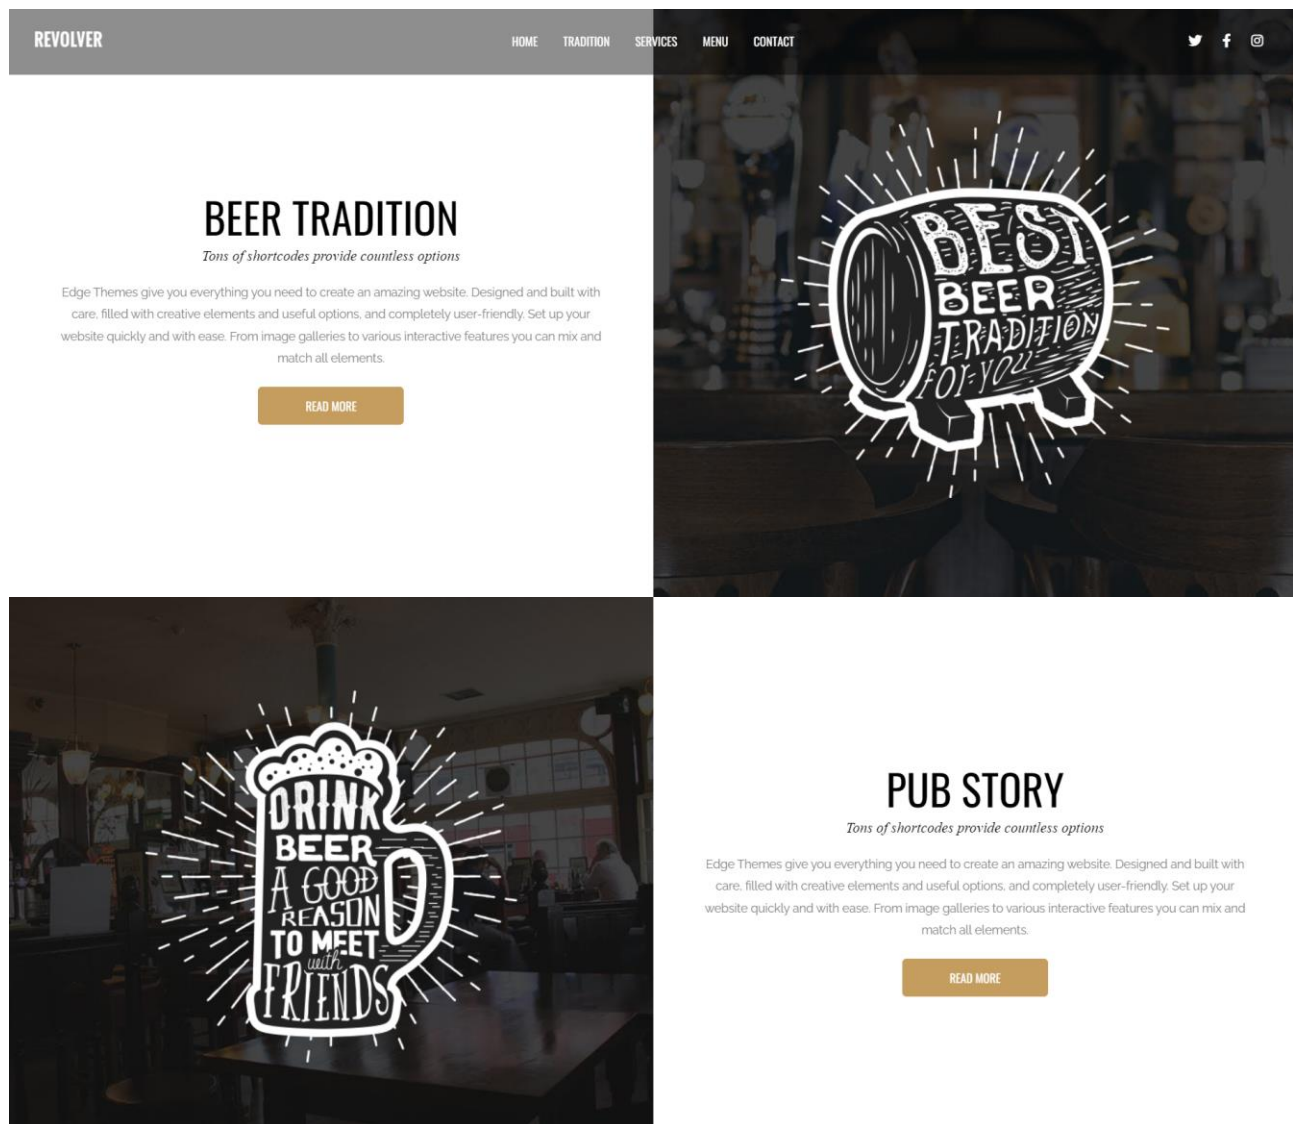 REVOLVER
HOME TRADITION SERVICES MENU CONTACT
BEER TRADITION
Tons of shortcodes provide countless options
Edge Themes give you everything you need to create an amazing website. Designed and built with
care, filled with creative elements and useful options, and completely user-friendly. Set up your
website quickly and with ease. From image galleries to various interactive features you can mix and
match all elements.
READ MORE
BEST
BEER
TRADITION
FOR YOU
DRINK
BEER
A GOOD
REASON
TO MEET
with
FRIENDS
PUB STORY
Tons of shortcodes provide countless options
Edge Themes give you everything you need to create an amazing website. Designed and built with
care, filled with creative elements and useful options, and completely user-friendly. Set up your
website quickly and with ease. From image galleries to various interactive features you can mix and
match all elements.
READ MORE